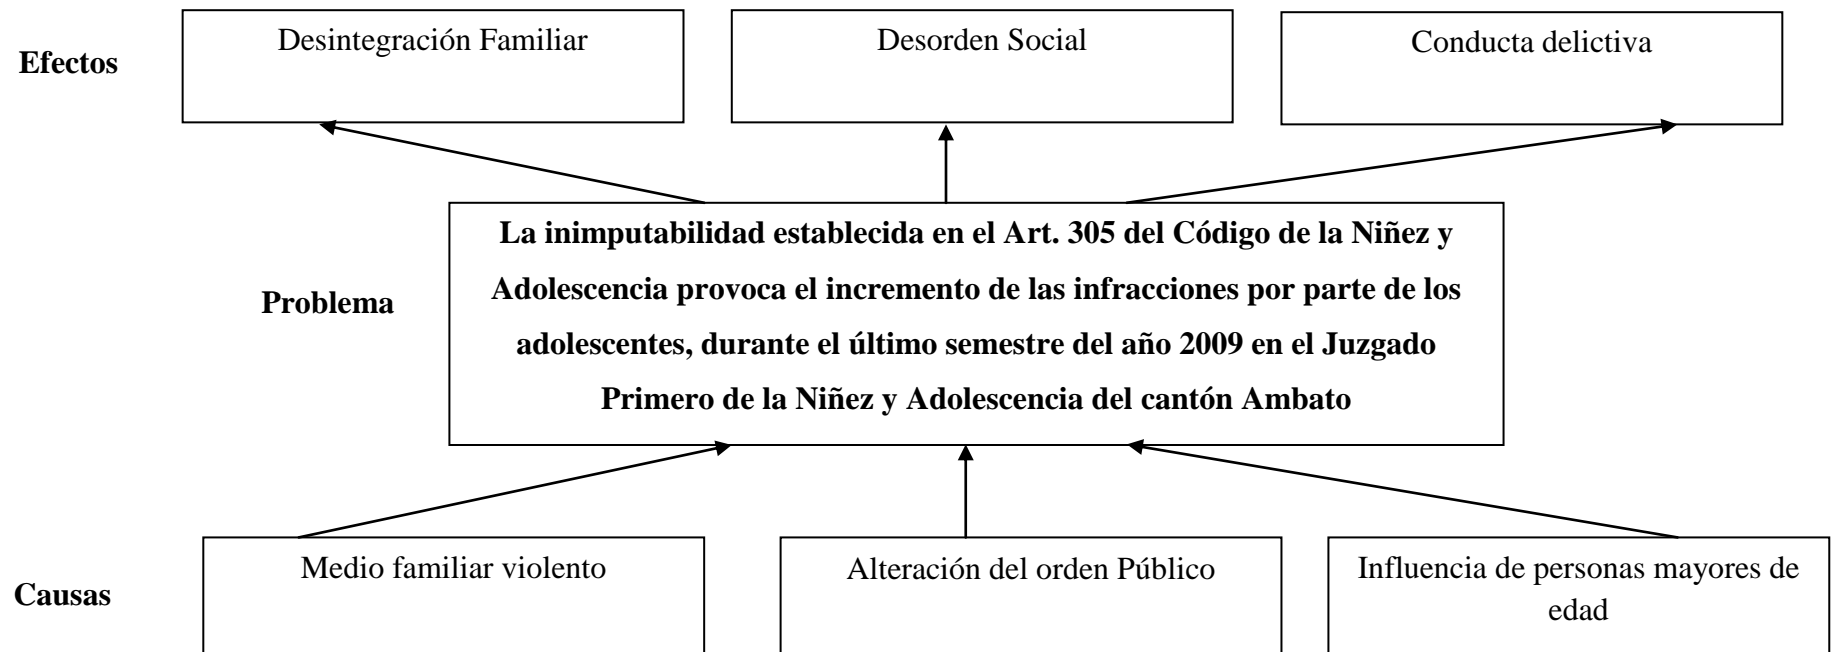 Efectos
Desintegración Familiar
Desorden Social
Conducta delictiva
Problema
La inimputabilidad establecida en el Art. 305 del Código de la Niñez y
Adolescencia provoca el incremento de las infracciones por parte de los
adolescentes, durante el último semestre del año 2009 en el Juzgado
Primero de la Niñez y Adolescencia del cantón Ambato
Causas
Medio familiar violento
Alteración del orden Público
Influencia de personas mayores de
edad